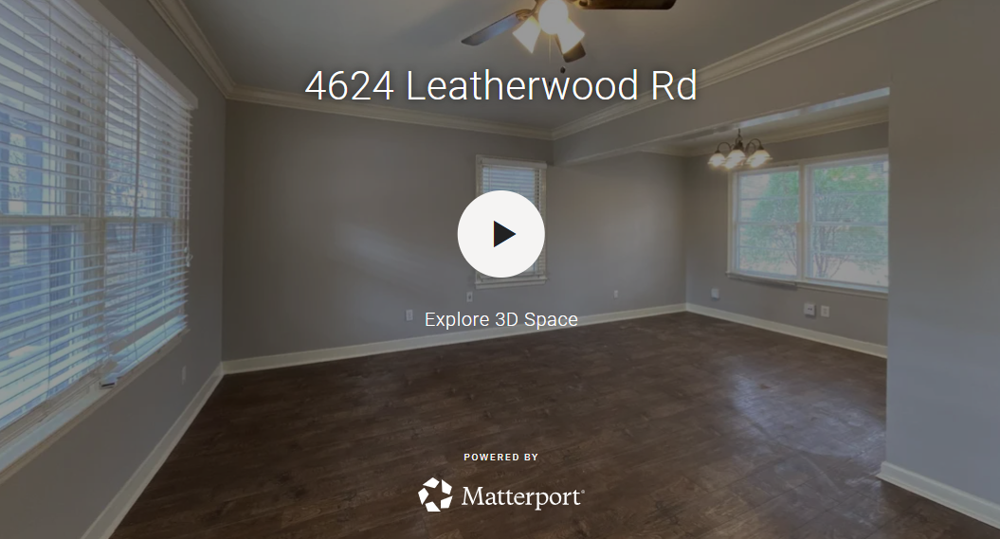 4624 Leatherwood Rd
Explore 3D Space
POWERED BY
Matterport®